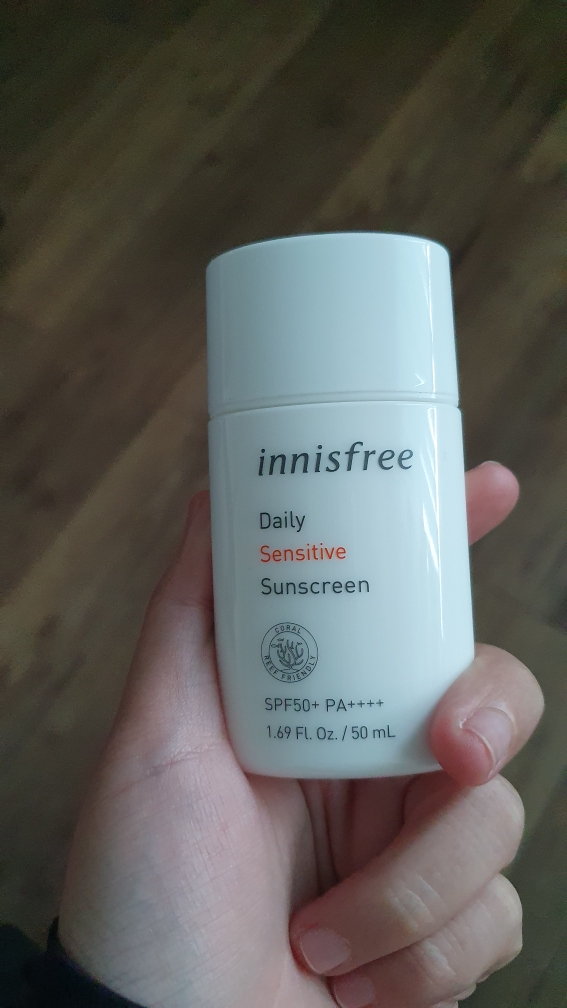 innisfree
Daily
Sensitive
Sunscreen
CORAL
REEF FRIENDLY
SPF50+ PA++++
1.69 Fl. Oz. / 50 mL